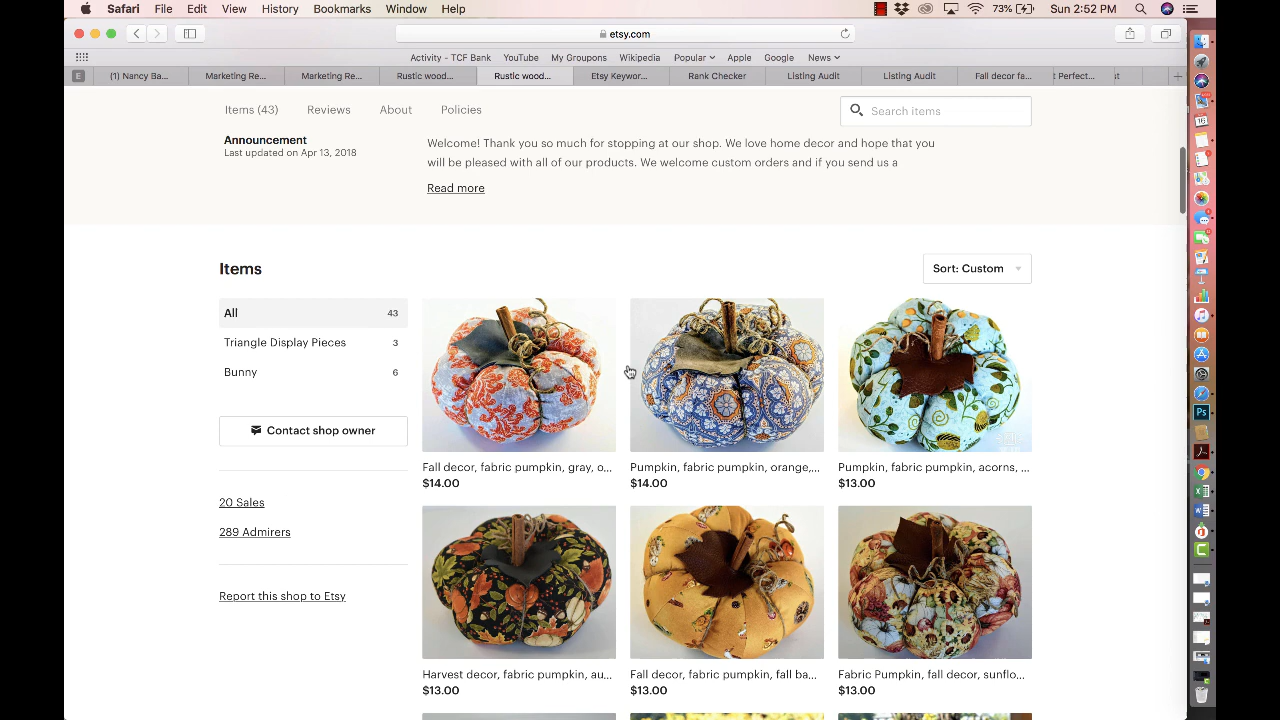 Safari File Edit View History Bookmarks Window Help 73% Sun 2:52 PM
etsy.com
Activity - TCF Bank YouTube My Groupons Wikipedia Popular Apple Google News
E (1) Nancy Ba... Marketing Re... Marketing Re... Rustic wood... Rustic wood... Etsy Keywor... Rank Checker Listing Audit Listing Audit Fall decor fa... t Perfect...
Items (43) Reviews About Policies Search items
Announcement
Last updated on Apr 13, 2018
Welcome! Thank you so much for stopping at our shop. We love home decor and hope that you
will be pleased with all of our products. We welcome custom orders and if you send us a
Read more
Items
Sort: Custom
All 43
Triangle Display Pieces 3
Bunny 6
Contact shop owner
20 Sales
289 Admirers
Report this shop to Etsy
Fall decor, fabric pumpkin, gray, o...
$14.00
Pumpkin, fabric pumpkin, orange,...
$14.00
Pumpkin, fabric pumpkin, acorns, ...
$13.00
Harvest decor, fabric pumpkin, au...
$13.00
Fall decor, fabric pumpkin, fall ba...
$13.00
Fabric Pumpkin, fall decor, sunflo...
$13.00
16
Ps